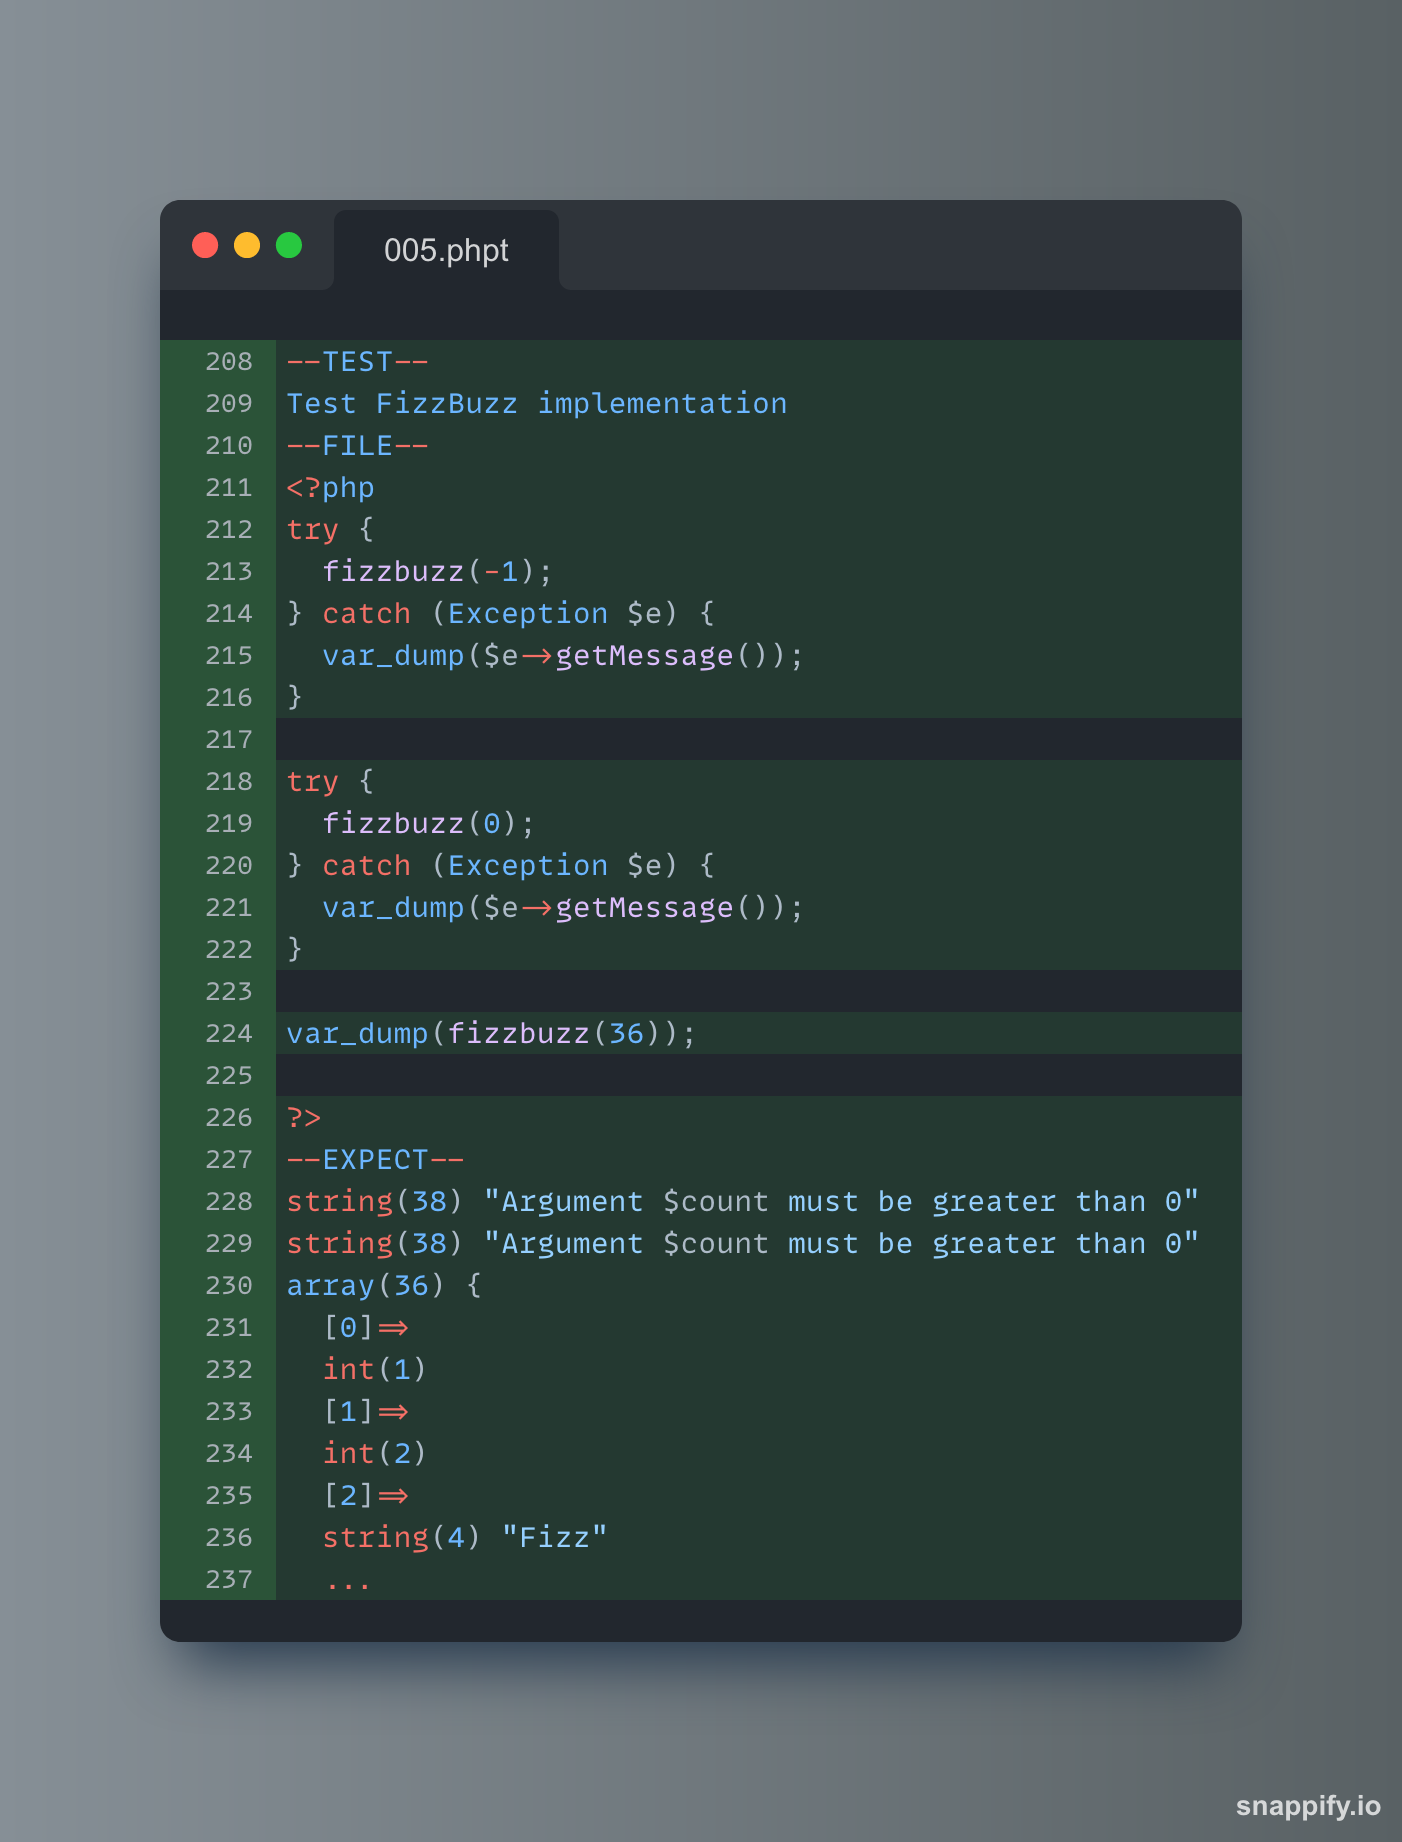 005.phpt
208 --TEST--
209 Test FizzBuzz implementation
210 --FILE--
211 <?php
212 try {
213   fizzbuzz(-1);
214 } catch (Exception $e) {
215   var_dump($e->getMessage());
216 }
217
218 try {
219   fizzbuzz(0);
220 } catch (Exception $e) {
221   var_dump($e->getMessage());
222 }
223
224 var_dump(fizzbuzz(36));
225
226 ?>
227 --EXPECT--
228 string(38) "Argument $count must be greater than 0"
229 string(38) "Argument $count must be greater than 0"
230 array(36) {
231   [0]=>
232   int(1)
233   [1]=>
234   int(2)
235   [2]=>
236   string(4) "Fizz"
237   ...
snappify.io